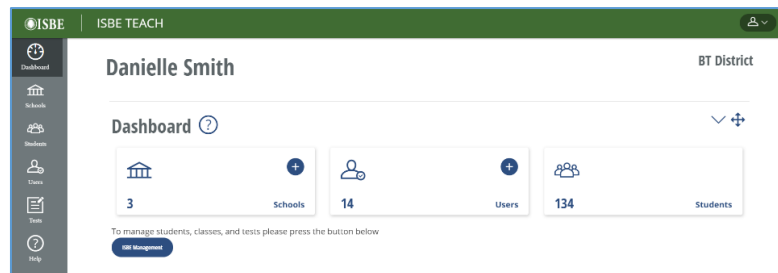 ISBE ISBE TEACH
Dashboard
Schools
Students
Users
Tests
Help
Danielle Smith
BT District
Dashboard ?
3 Schools
14 Users
134 Students
To manage students, classes, and tests please press the button below
ISBE Management